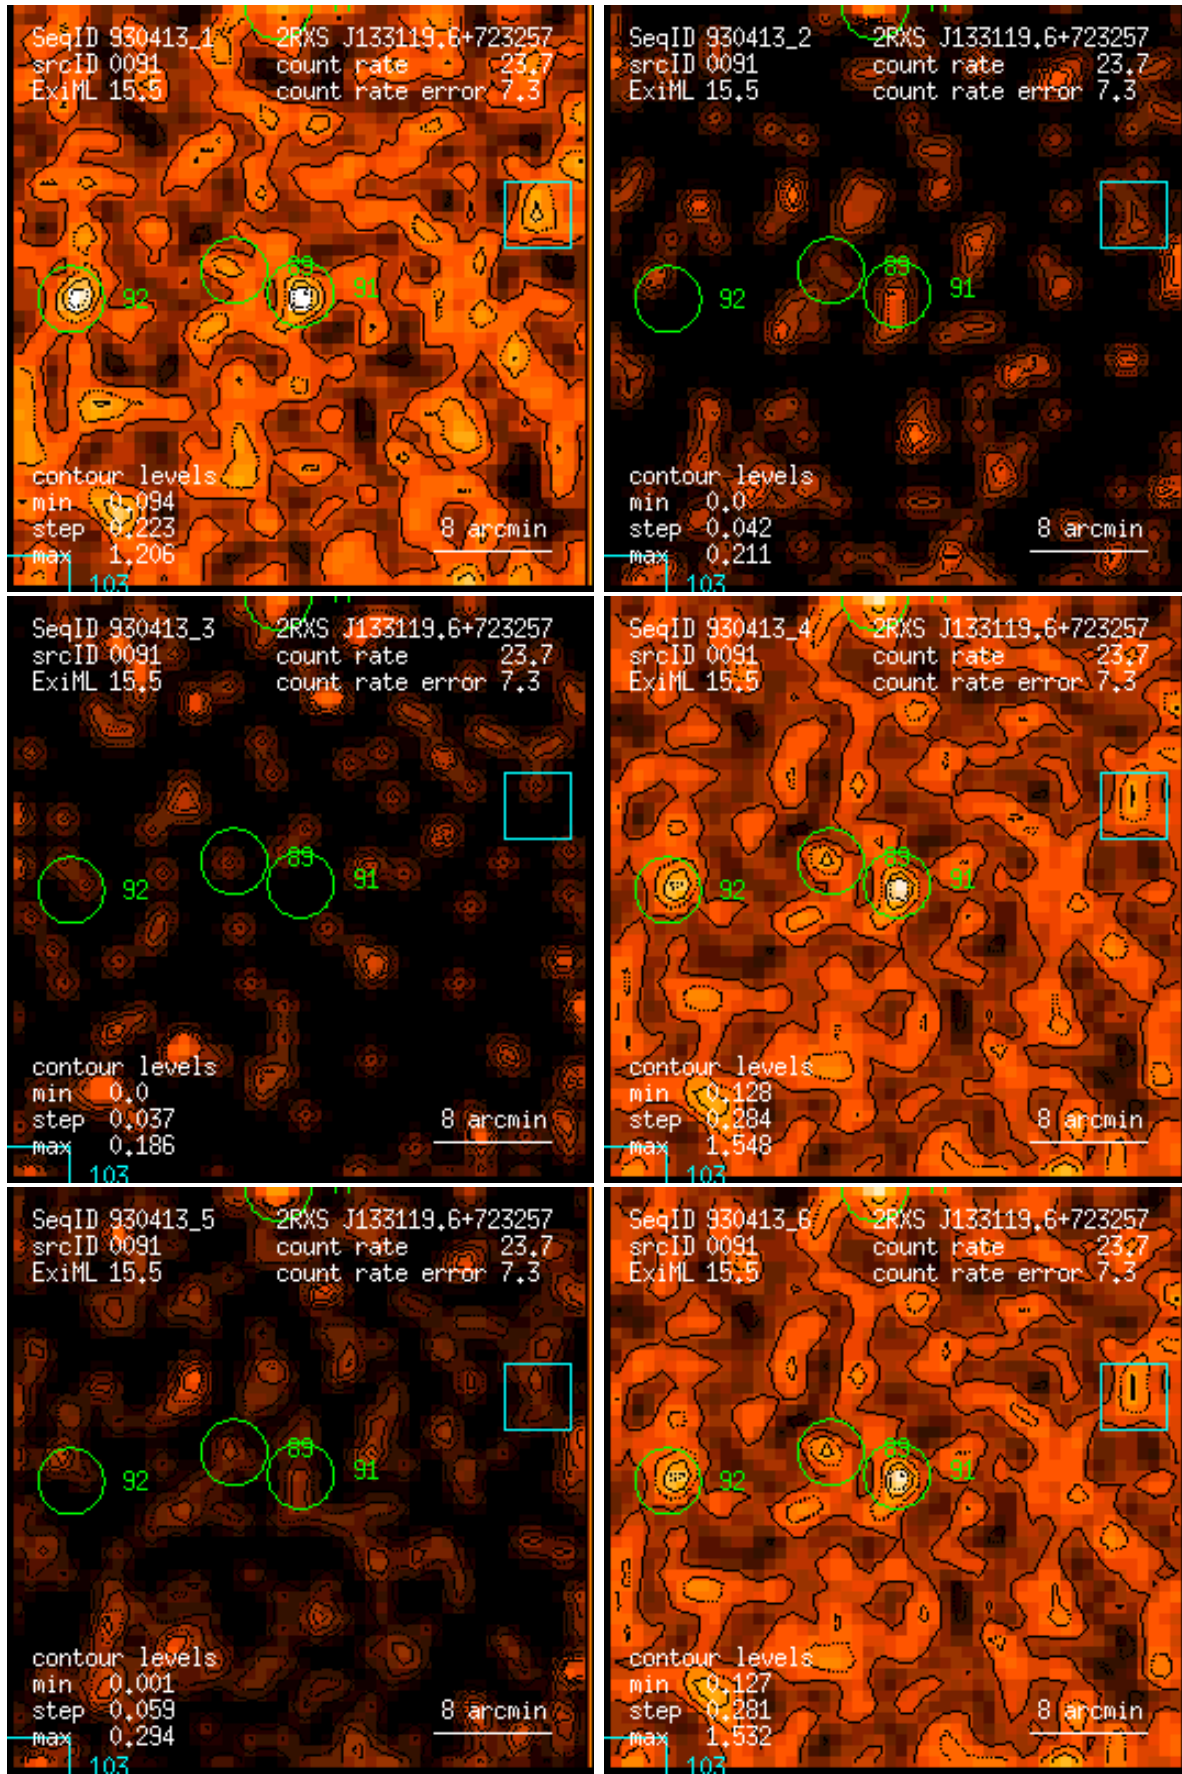 SeqID 930413_1 2RXS J133119.6+723257
srcID 0091 count rate 23.7
ExiML 15.5 count rate error 7.3
89
92 91
contour levels
min 0.094
step 0.223 8 arcmin
max 1.206
103
SeqID 930413_2 2RXS J133119.6+723257
srcID 0091 count rate 23.7
ExiML 15.5 count rate error 7.3
89
92 91
contour levels
min 0.0
step 0.042 8 arcmin
max 0.211
103
SeqID 930413_3 2RXS J133119.6+723257
srcID 0091 count rate 23.7
ExiML 15.5 count rate error 7.3
89
92 91
contour levels
min 0.0
step 0.037 8 arcmin
max 0.186
103
SeqID 930413_4 2RXS J133119.6+723257
srcID 0091 count rate 23.7
ExiML 15.5 count rate error 7.3
89
92 91
contour levels
min 0.128
step 0.284 8 arcmin
max 1.548
103
SeqID 930413_5 2RXS J133119.6+723257
srcID 0091 count rate 23.7
ExiML 15.5 count rate error 7.3
89
92 91
contour levels
min 0.001
step 0.059 8 arcmin
max 0.294
103
SeqID 930413_6 2RXS J133119.6+723257
srcID 0091 count rate 23.7
ExiML 15.5 count rate error 7.3
89
92 91
contour levels
min 0.127
step 0.281 8 arcmin
max 1.532
103